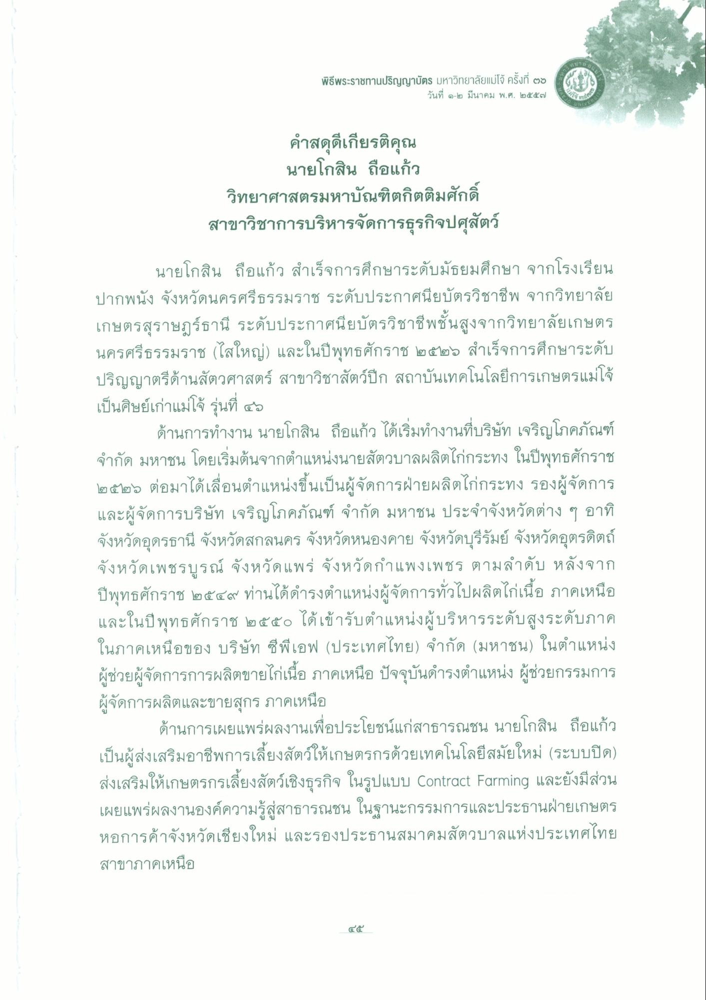 พิธีพระราชทานปริญญาบัตร มหาวิทยาลัยแม่โจ้ ครั้งที่ ๓๖
วันที่ ๑-๒ มีนาคม พ.ศ. ๒๕๕๗
คำสดุดีเกียรติคุณ
นายโกสิน ถือแก้ว
วิทยาศาสตรมหาบัณฑิตกิตติมศักดิ์
สาขาวิชาการบริหารจัดการธุรกิจปศุสัตว์
นายโกสิน ถือแก้ว สำเร็จการศึกษาระดับมัธยมศึกษา จากโรงเรียน
ปากพนัง จังหวัดนครศรีธรรมราช ระดับประกาศนียบัตรวิชาชีพ จากวิทยาลัย
เกษตรสุราษฎร์ธานี ระดับประกาศนียบัตรวิชาชีพชั้นสูงจากวิทยาลัยเกษตร
นครศรีธรรมราช (ไสใหญ่) และในปีพุทธศักราช ๒๕๒๖ สำเร็จการศึกษาระดับ
ปริญญาตรีด้านสัตวศาสตร์ สาขาวิชาสัตว์ปีก สถาบันเทคโนโลยีการเกษตรแม่โจ้
เป็นศิษย์เก่าแม่โจ้ รุ่นที่ ๔๖
ด้านการทำงาน นายโกสิน ถือแก้ว ได้เริ่มทำงานที่บริษัท เจริญโภคภัณฑ์
จำกัด มหาชน โดยเริ่มต้นจากตำแหน่งนายสัตวบาลผลิตไก่กระทง ในปีพุทธศักราช
๒๕๒๖ ต่อมาได้เลื่อนตำแหน่งขึ้นเป็นผู้จัดการฝ่ายผลิตไก่กระทง รองผู้จัดการ
และผู้จัดการบริษัท เจริญโภคภัณฑ์ จำกัด มหาชน ประจำจังหวัดต่าง ๆ อาทิ
จังหวัดอุดรธานี จังหวัดสกลนคร จังหวัดหนองคาย จังหวัดบุรีรัมย์ จังหวัดอุตรดิตถ์
จังหวัดเพชรบูรณ์ จังหวัดแพร่ จังหวัดกำแพงเพชร ตามลำดับ หลังจาก
ปีพุทธศักราช ๒๕๔๙ ท่านได้ดำรงตำแหน่งผู้จัดการทั่วไปผลิตไก่เนื้อ ภาคเหนือ
และในปีพุทธศักราช ๒๕๕๐ ได้เข้ารับตำแหน่งผู้บริหารระดับสูงระดับภาค
ในภาคเหนือของ บริษัท ซีพีเอฟ (ประเทศไทย) จำกัด (มหาชน) ในตำแหน่ง
ผู้ช่วยผู้จัดการการผลิตขายไก่เนื้อ ภาคเหนือ ปัจจุบันดำรงตำแหน่ง ผู้ช่วยกรรมการ
ผู้จัดการผลิตและขายสุกร ภาคเหนือ
ด้านการเผยแพร่ผลงานเพื่อประโยชน์แก่สาธารณชน นายโกสิน ถือแก้ว
เป็นผู้ส่งเสริมอาชีพการเลี้ยงสัตว์ให้เกษตรกรด้วยเทคโนโลยีสมัยใหม่ (ระบบปิด)
ส่งเสริมให้เกษตรกรเลี้ยงสัตว์เชิงธุรกิจ ในรูปแบบ Contract Farming และยังมีส่วน
เผยแพร่ผลงานองค์ความรู้สู่สาธารณชน ในฐานะกรรมการและประธานฝ่ายเกษตร
หอการค้าจังหวัดเชียงใหม่ และรองประธานสมาคมสัตวบาลแห่งประเทศไทย
สาขาภาคเหนือ
๔๕